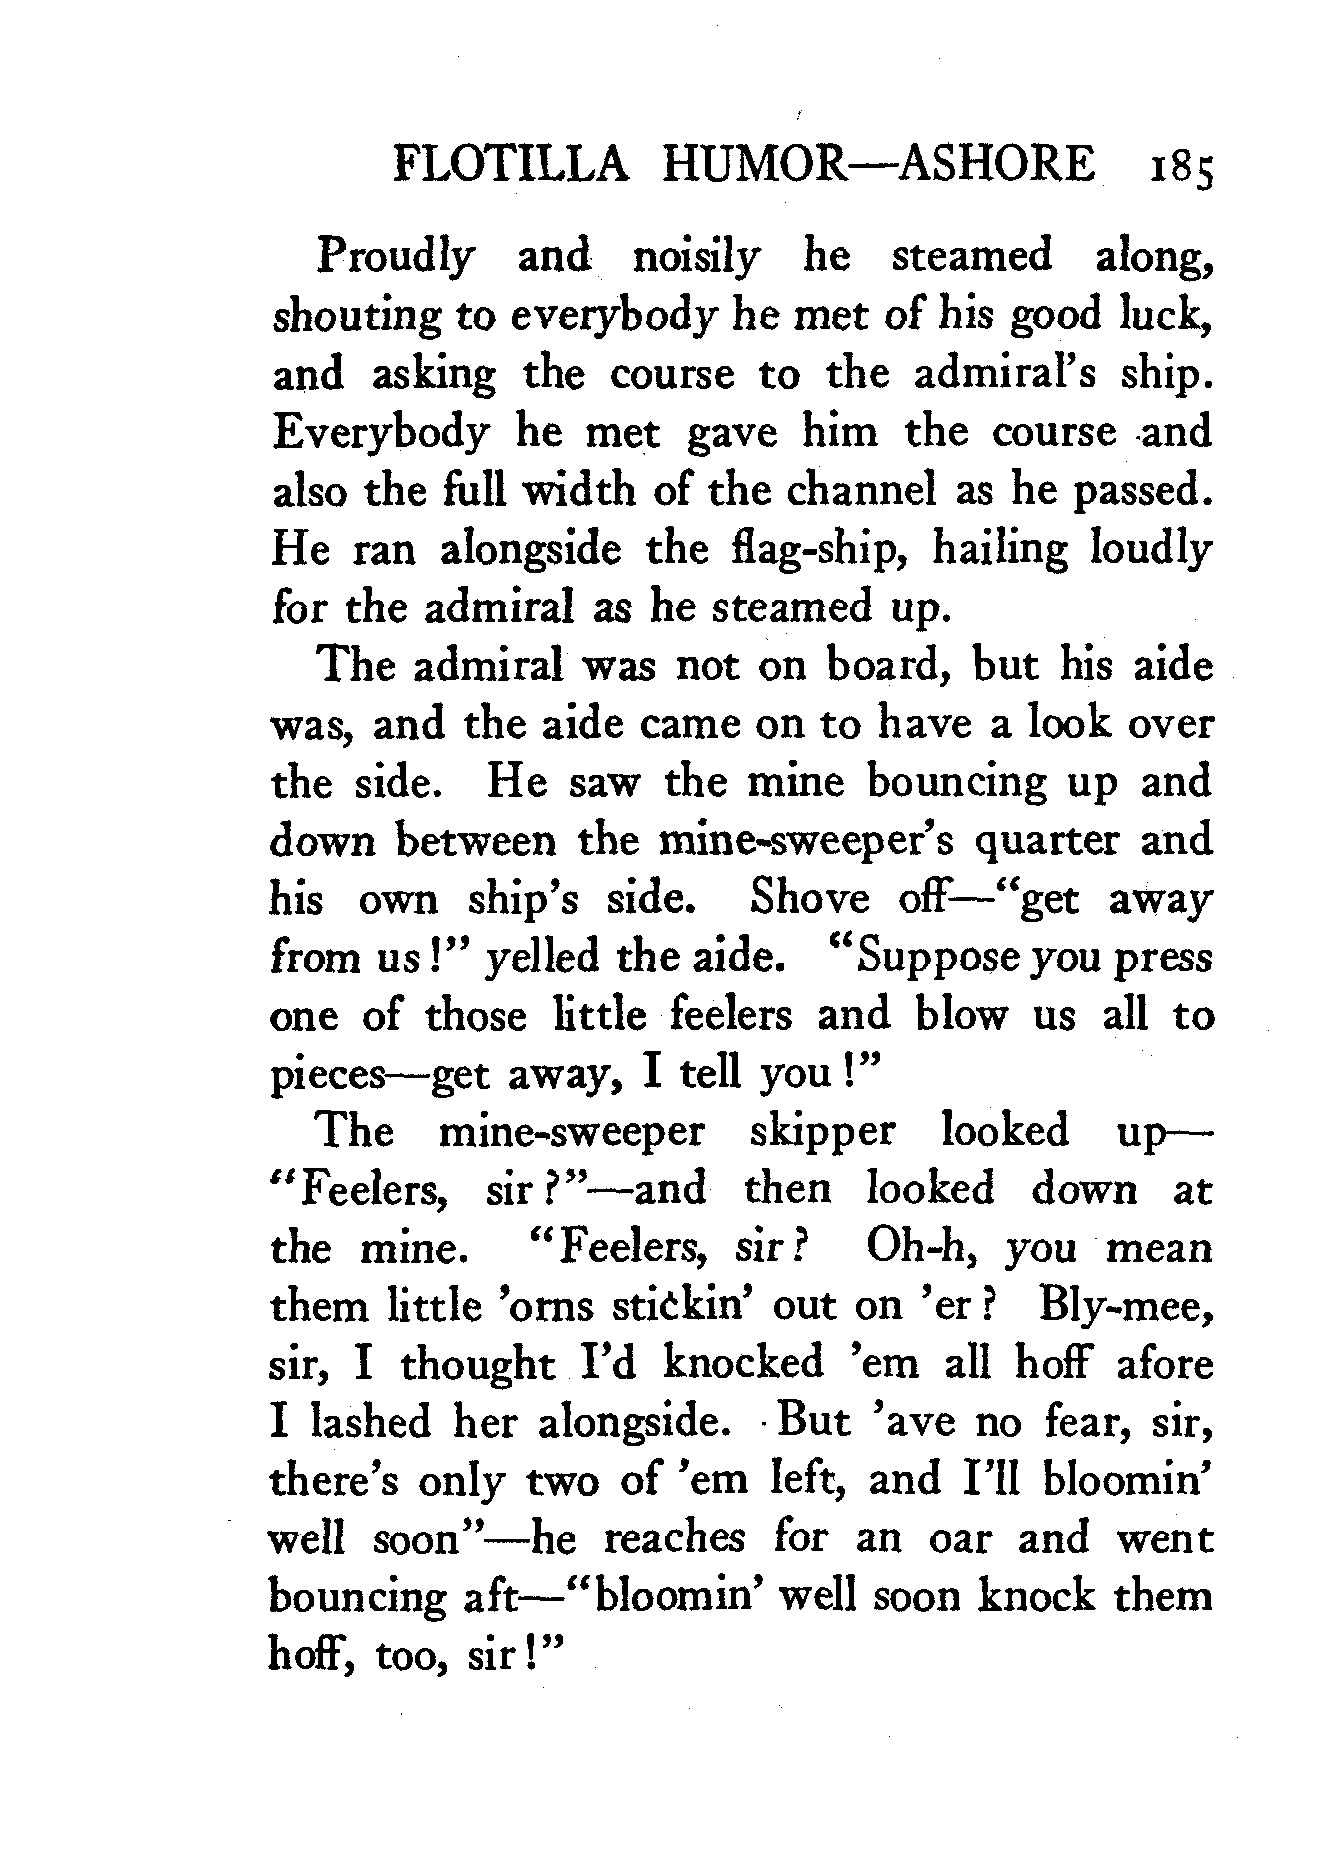 FLOTILLA HUMOR—ASHORE 185
Proudly and noisily he steamed along,
shouting to everybody he met of his good luck,
and asking the course to the admiral's ship.
Everybody he met gave him the course and
also the full width of the channel as he passed.
He ran alongside the flag-ship, hailing loudly
for the admiral as he steamed up.
The admiral was not on board, but his aide
was, and the aide came on to have a look over
the side. He saw the mine bouncing up and
down between the mine-sweeper's quarter and
his own ship's side. Shove off—“get away
from us!” yelled the aide. “Suppose you press
one of those little feelers and blow us all to
pieces—get away, I tell you!”
The mine-sweeper skipper looked up—
“Feelers, sir?”—and then looked down at
the mine. “Feelers, sir? Oh-h, you mean
them little 'orns stickin' out on 'er? Bly-mee,
sir, I thought I'd knocked 'em all hoff afore
I lashed her alongside. But 'ave no fear, sir,
there's only two of 'em left, and I'll bloomin'
well soon”—he reaches for an oar and went
bouncing aft—“bloomin' well soon knock them
hoff, too, sir!”